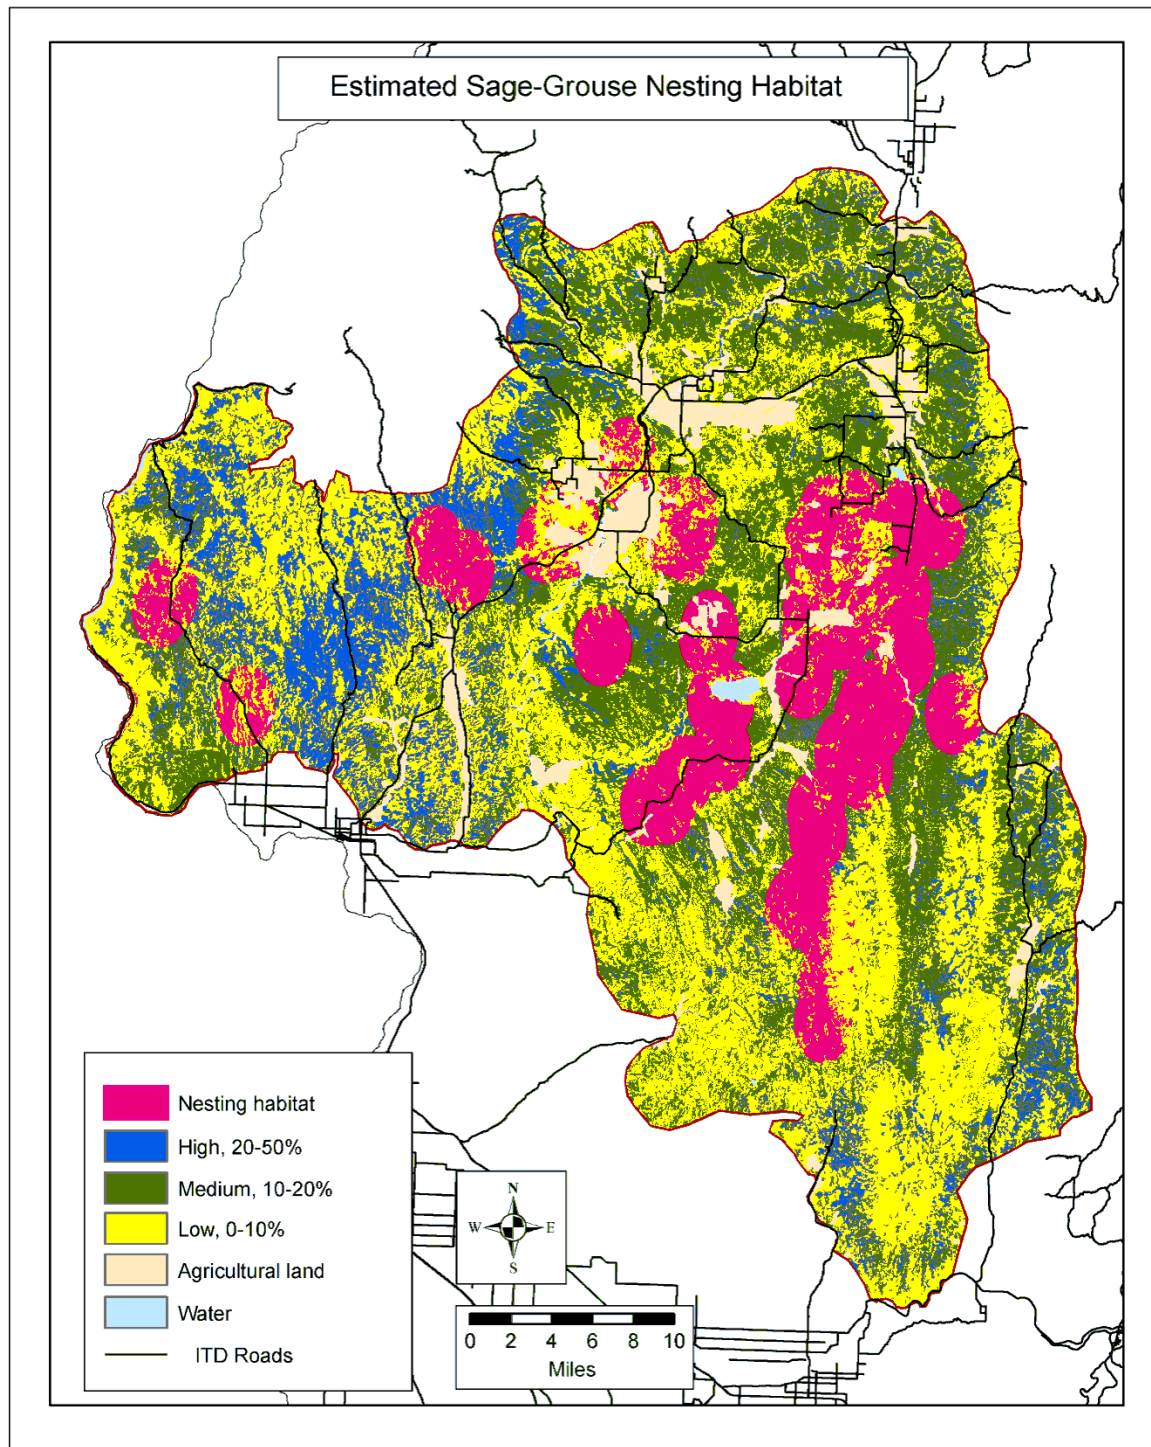 Estimated Sage-Grouse Nesting Habitat
Nesting habitat
High, 20-50%
Medium, 10-20%
Low, 0-10%
Agricultural land
Water
ITD Roads
N
W E
S
0 2 4 6 8 10
Miles